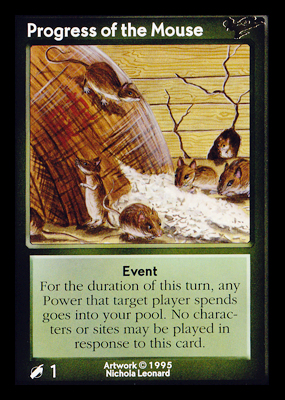 Progress of the Mouse
Event
For the duration of this turn, any
Power that target player spends
goes into your pool. No charac-
ters or sites may be played in
response to this card.
1
Artwork © 1995
Nichola Leonard